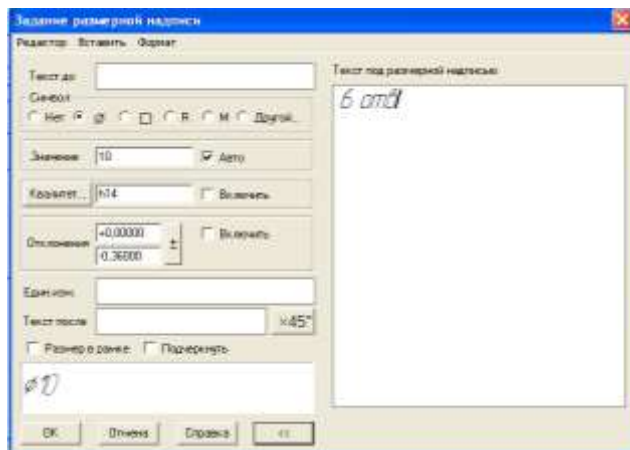 Задание размерной надписи
Редактор Вставить Формат
Текст до
Символ
Нет ø □ R M Другой...
Значение 10 Авто
Квалитет... h14 Включить
Отклонения +0,00000 ± Включить
-0.36000
Един.изм.
Текст после ×45°
Размер в рамке Подчеркнуть
ø10
OK Отмена Справка <<
Текст под размерной надписью
6 отв